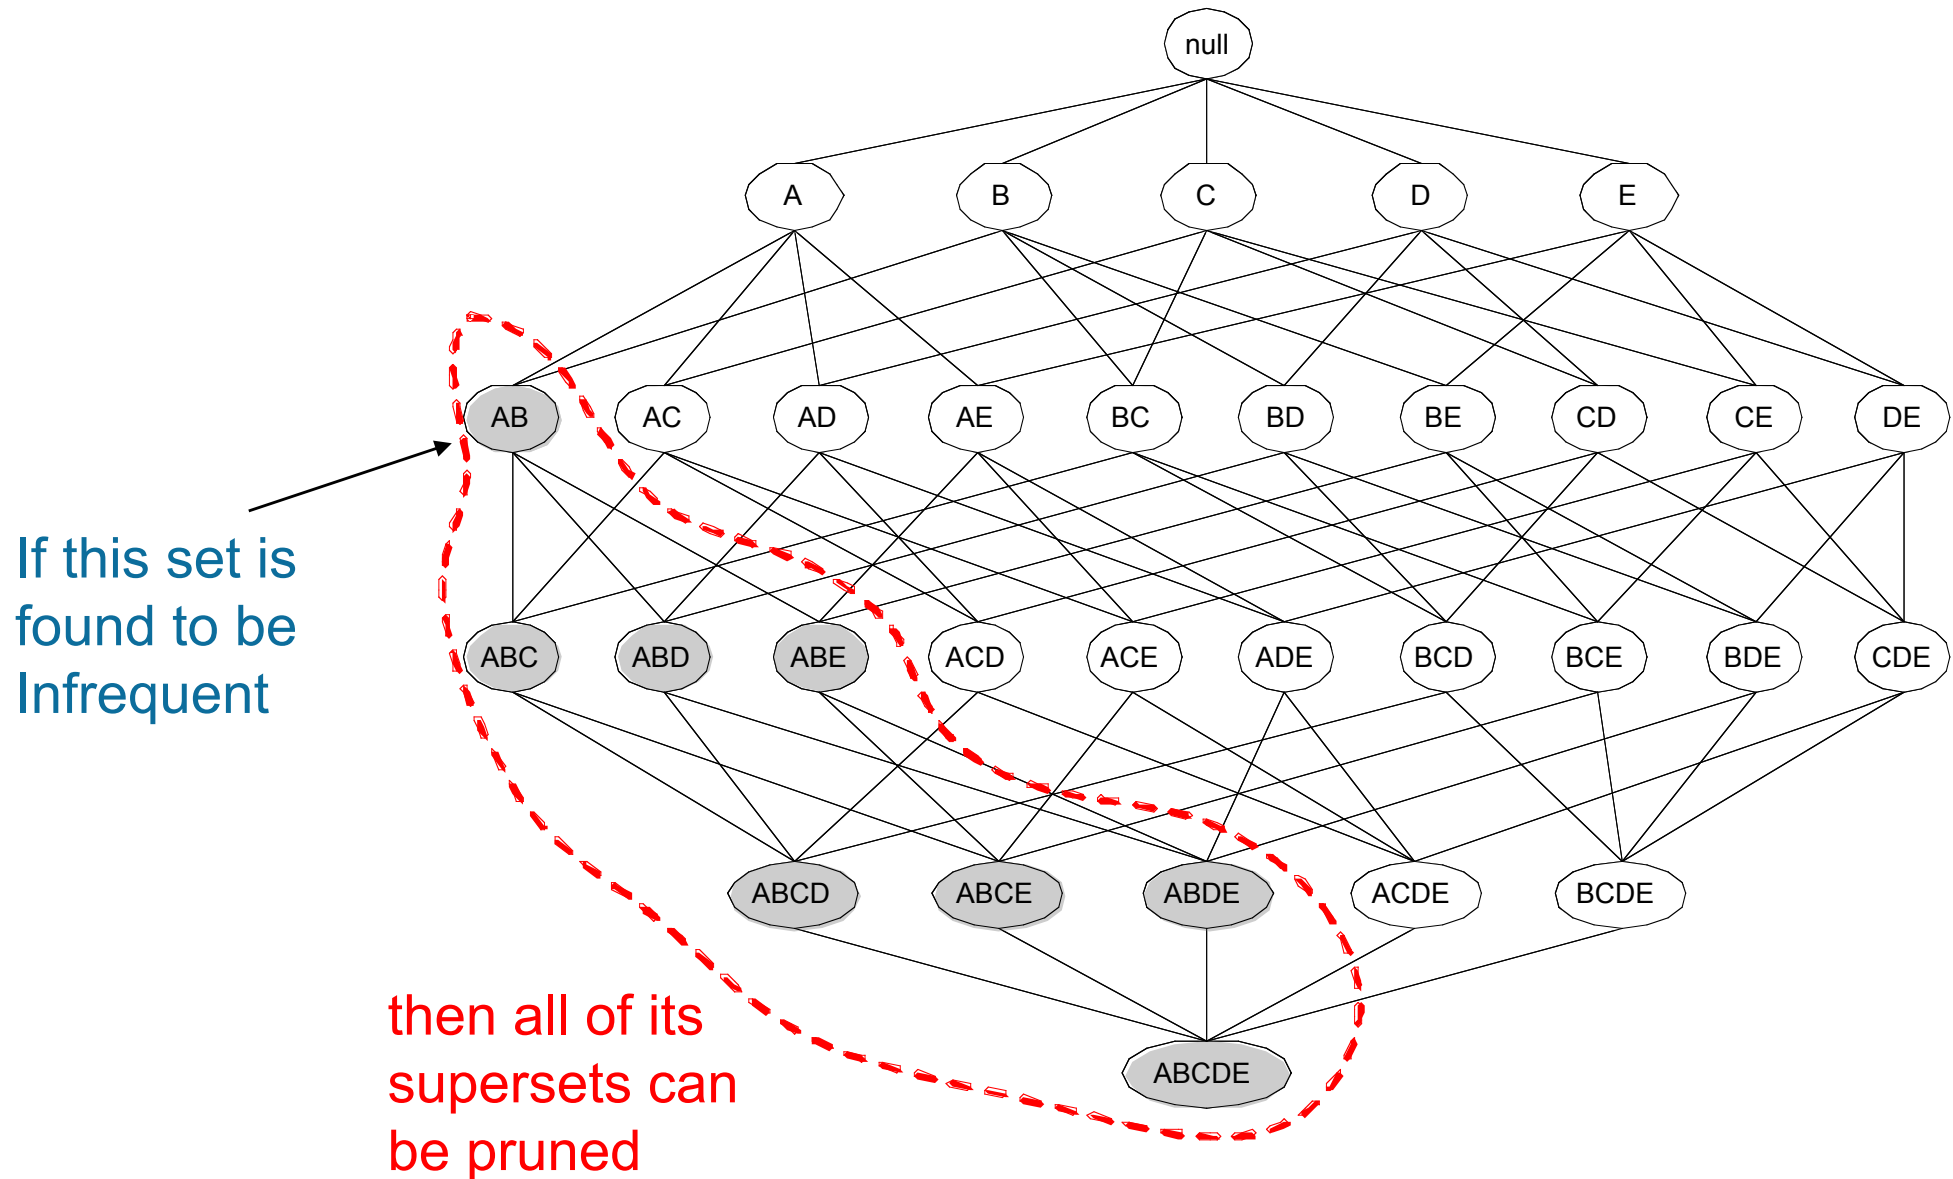 null
A B C D E
AB AC AD AE BC BD BE CD CE DE
If this set is
found to be
Infrequent
ABC ABD ABE ACD ACE ADE BCD BCE BDE CDE
ABCD ABCE ABDE ACDE BCDE
then all of its
supersets can
be pruned
ABCDE